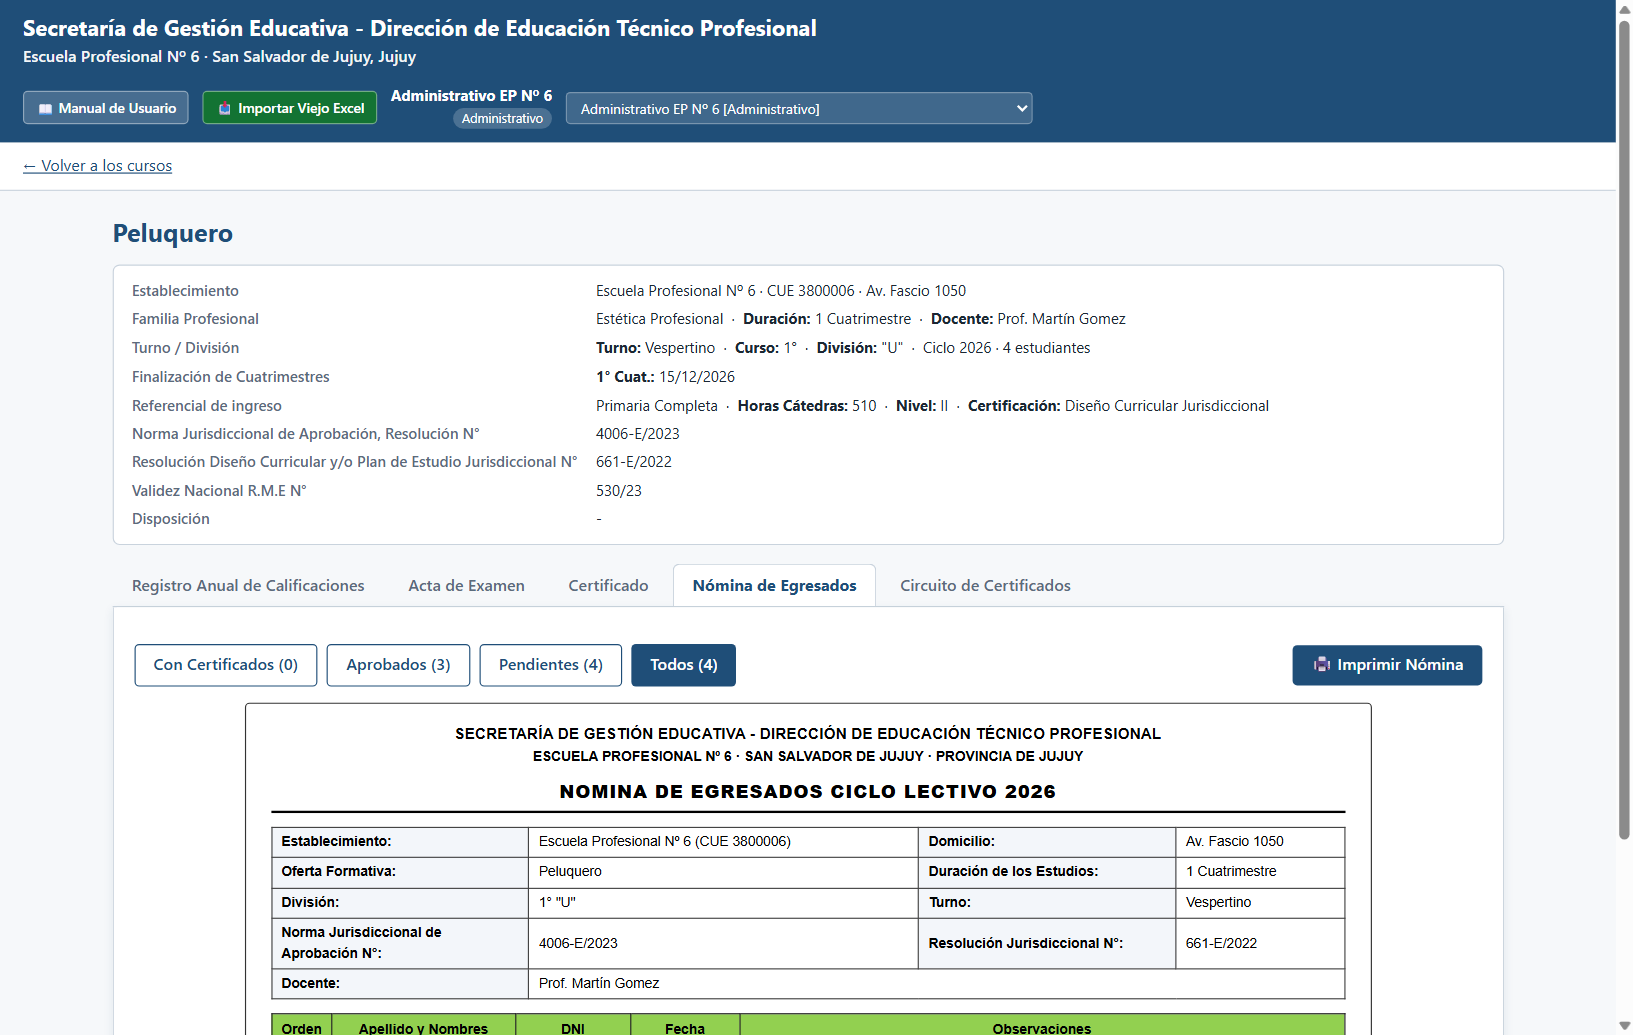 Secretaría de Gestión Educativa - Dirección de Educación Técnico Profesional
Escuela Profesional Nº 6 · San Salvador de Jujuy, Jujuy
Manual de Usuario
Importar Viejo Excel
Administrativo EP Nº 6
Administrativo
Administrativo EP Nº 6 [Administrativo]
← Volver a los cursos
Peluquero
Establecimiento Escuela Profesional Nº 6 · CUE 3800006 · Av. Fascio 1050
Familia Profesional Estética Profesional · Duración: 1 Cuatrimestre · Docente: Prof. Martín Gomez
Turno / División Turno: Vespertino · Curso: 1° · División: "U" · Ciclo 2026 · 4 estudiantes
Finalización de Cuatrimestres 1° Cuat.: 15/12/2026
Referencial de ingreso Primaria Completa · Horas Cátedras: 510 · Nivel: II · Certificación: Diseño Curricular Jurisdiccional
Norma Jurisdiccional de Aprobación, Resolución N° 4006-E/2023
Resolución Diseño Curricular y/o Plan de Estudio Jurisdiccional N° 661-E/2022
Validez Nacional R.M.E N° 530/23
Disposición -
Registro Anual de Calificaciones Acta de Examen Certificado Nómina de Egresados Circuito de Certificados
Con Certificados (0) Aprobados (3) Pendientes (4) Todos (4) Imprimir Nómina
SECRETARÍA DE GESTIÓN EDUCATIVA - DIRECCIÓN DE EDUCACIÓN TÉCNICO PROFESIONAL
ESCUELA PROFESIONAL Nº 6 · SAN SALVADOR DE JUJUY · PROVINCIA DE JUJUY
NOMINA DE EGRESADOS CICLO LECTIVO 2026
Establecimiento: Escuela Profesional Nº 6 (CUE 3800006) Domicilio: Av. Fascio 1050
Oferta Formativa: Peluquero Duración de los Estudios: 1 Cuatrimestre
División: 1° "U" Turno: Vespertino
Norma Jurisdiccional de
Aprobación N°: 4006-E/2023 Resolución Jurisdiccional N°: 661-E/2022
Docente: Prof. Martín Gomez
Orden Apellido y Nombres DNI Fecha Observaciones